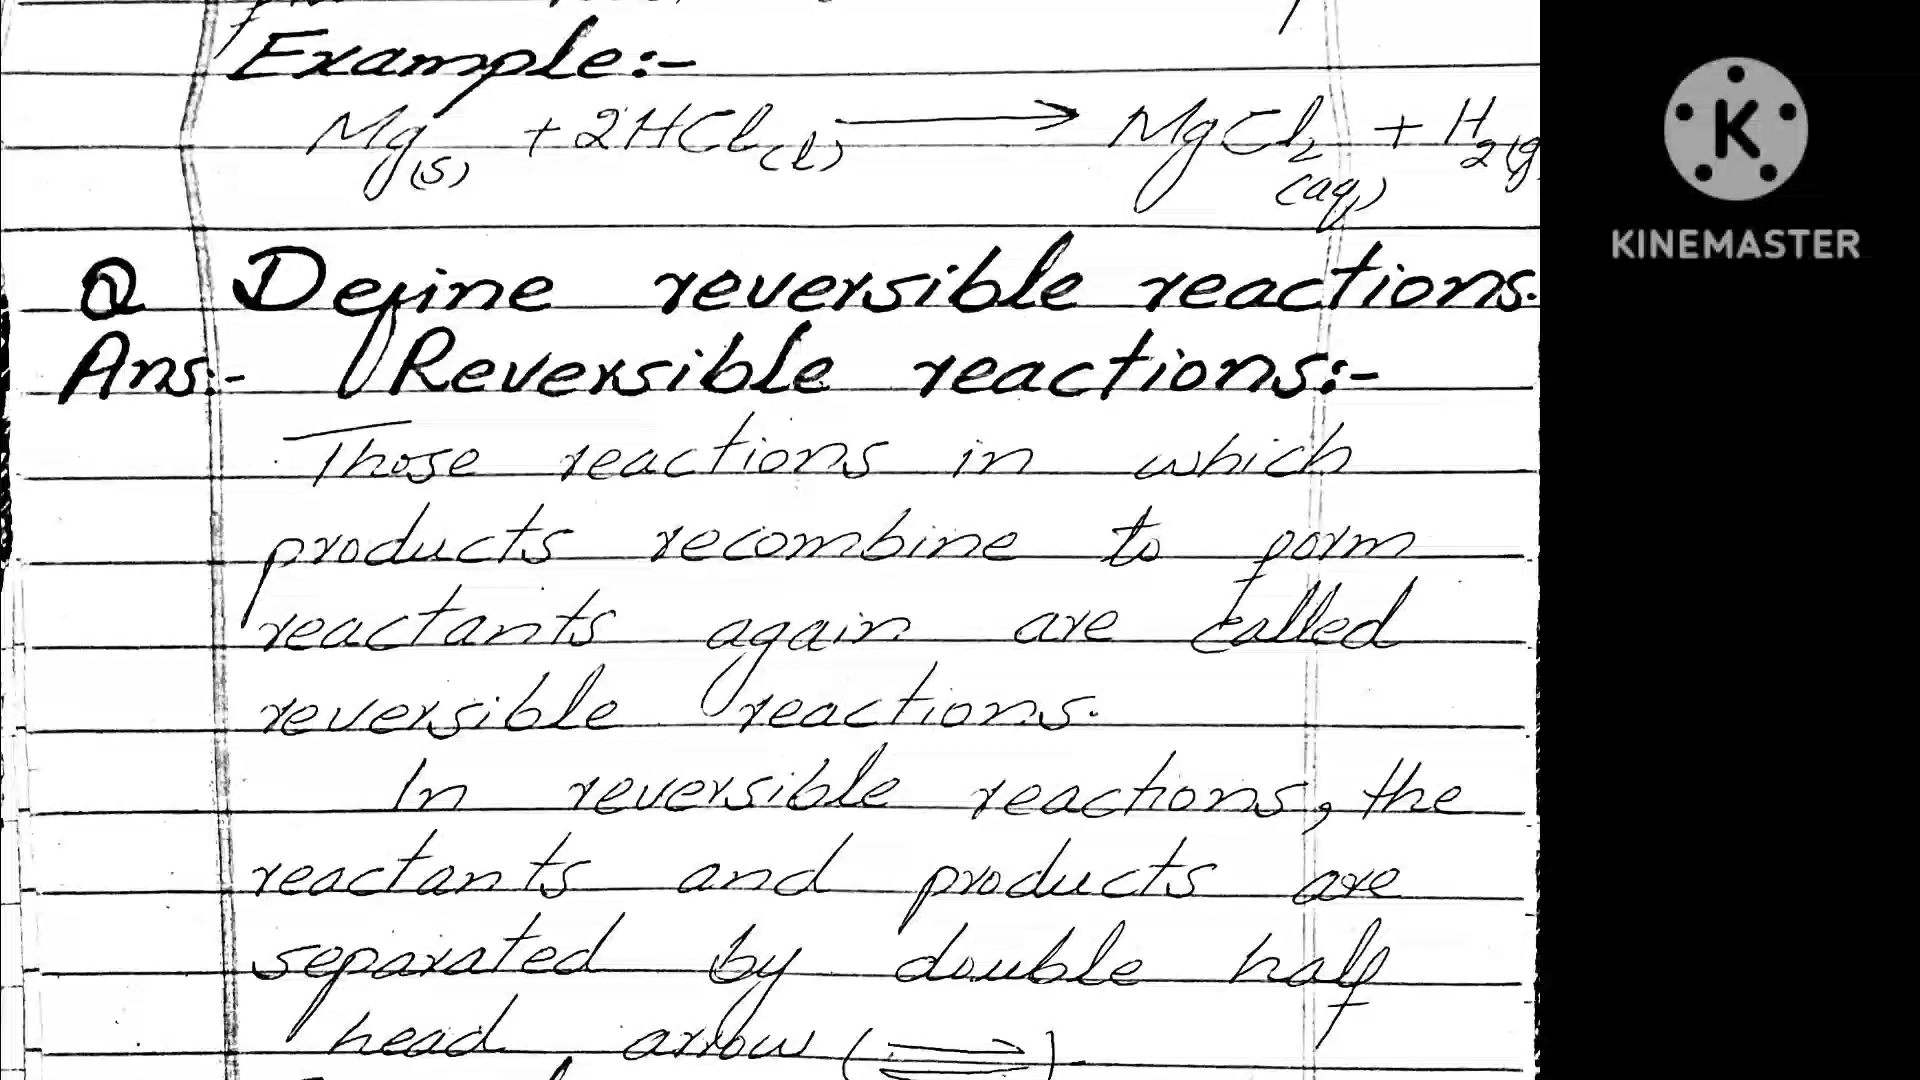 Example:-
Mg(s) + 2HCl(l) ⟶ MgCl₂(aq) + H₂(g
Q Define reversible reactions.
Ans:- Reversible reactions:-
Those reactions in which
products recombine to form
reactants again are called
reversible reactions.
In reversible reactions, the
reactants and products are
separated by double half
head arrow (⇌).
K
KINEMASTER